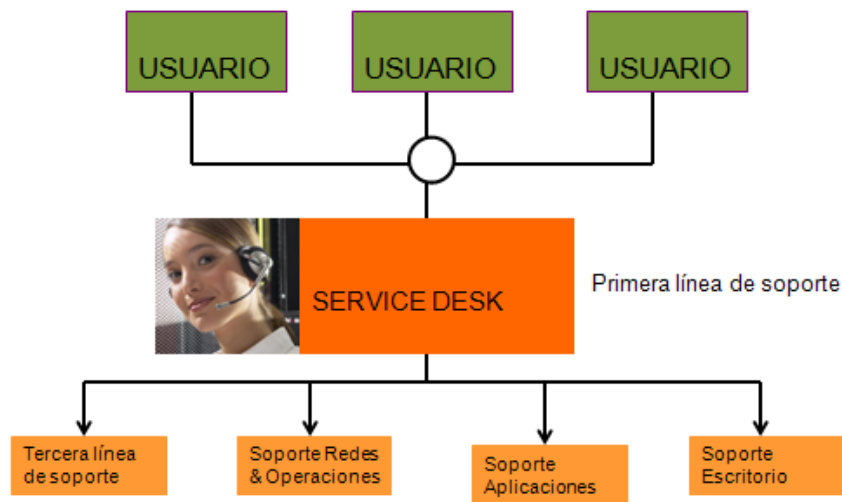 USUARIO
USUARIO
USUARIO
SERVICE DESK
Primera línea de soporte
Tercera línea
de soporte
Soporte Redes
& Operaciones
Soporte
Aplicaciones
Soporte
Escritorio